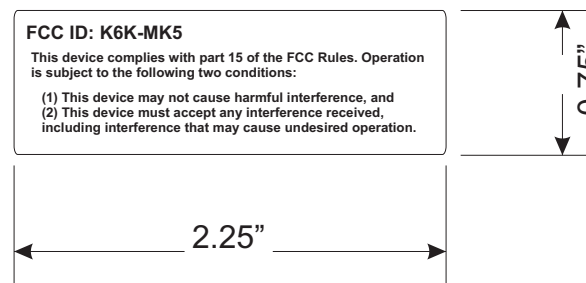 FCC ID: K6K-MK5
This device complies with part 15 of the FCC Rules. Operation
is subject to the following two conditions:
(1) This device may not cause harmful interference, and
(2) This device must accept any interference received,
including interference that may cause undesired operation.
0.75”
2.25”